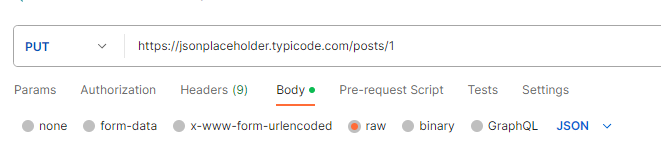 PUT https://jsonplaceholder.typicode.com/posts/1
Params Authorization Headers (9) Body Pre-request Script Tests Settings
none form-data x-www-form-urlencoded raw binary GraphQL JSON